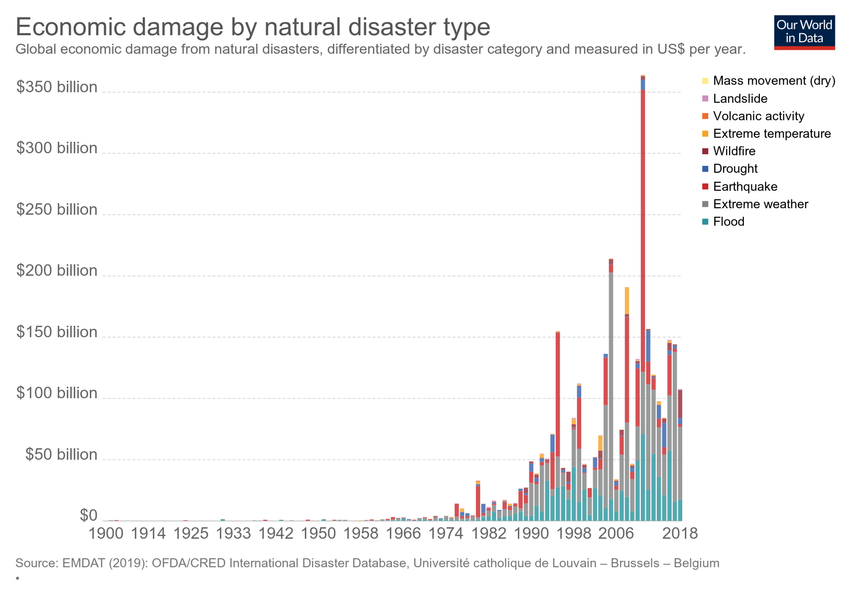 Economic damage by natural disaster type
Global economic damage from natural disasters, differentiated by disaster category and measured in US$ per year.
Our World
in Data
$350 billion
$300 billion
$250 billion
$200 billion
$150 billion
$100 billion
$50 billion
$0
1900 1914 1925 1933 1942 1950 1958 1966 1974 1982 1990 1998 2006 2018
Mass movement (dry)
Landslide
Volcanic activity
Extreme temperature
Wildfire
Drought
Earthquake
Extreme weather
Flood
Source: EMDAT (2019): OFDA/CRED International Disaster Database, Université catholique de Louvain – Brussels – Belgium
•